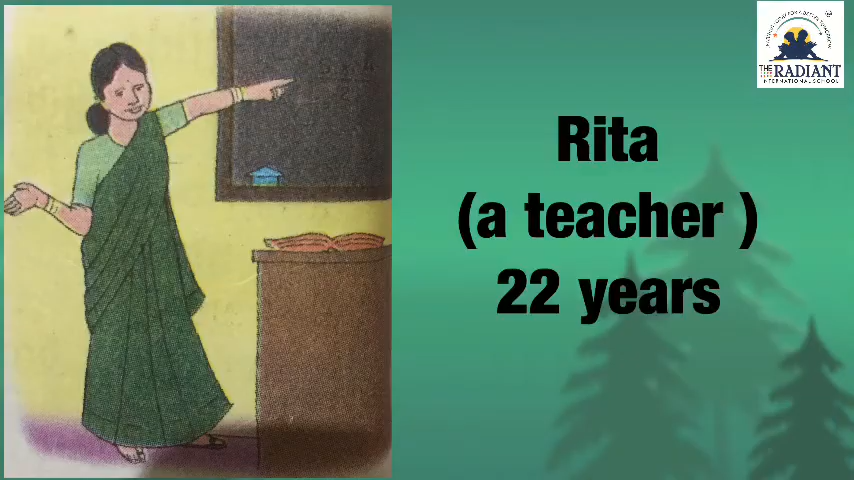 Rita
(a teacher )
22 years
THE RADIANT
INTERNATIONAL SCHOOL